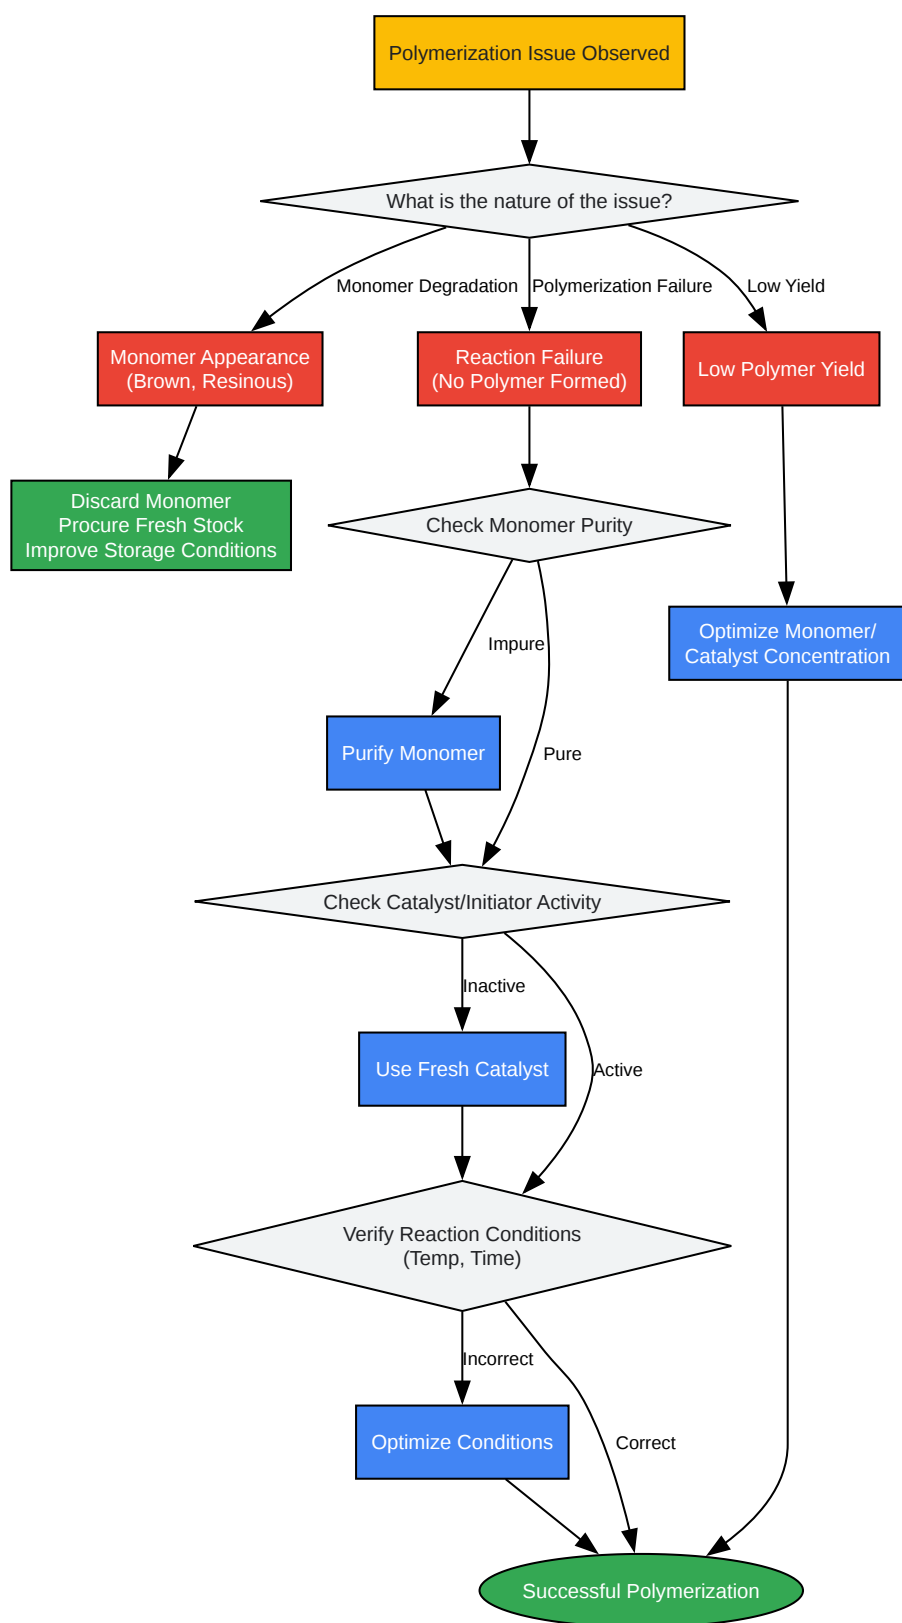 Polymerization Issue Observed
What is the nature of the issue?
Monomer Degradation
Polymerization Failure
Low Yield
Monomer Appearance
(Brown, Resinous)
Reaction Failure
(No Polymer Formed)
Low Polymer Yield
Discard Monomer
Procure Fresh Stock
Improve Storage Conditions
Check Monomer Purity
Optimize Monomer/
Catalyst Concentration
Impure
Purify Monomer
Pure
Check Catalyst/Initiator Activity
Inactive
Use Fresh Catalyst
Active
Verify Reaction Conditions
(Temp, Time)
Incorrect
Optimize Conditions
Correct
Successful Polymerization